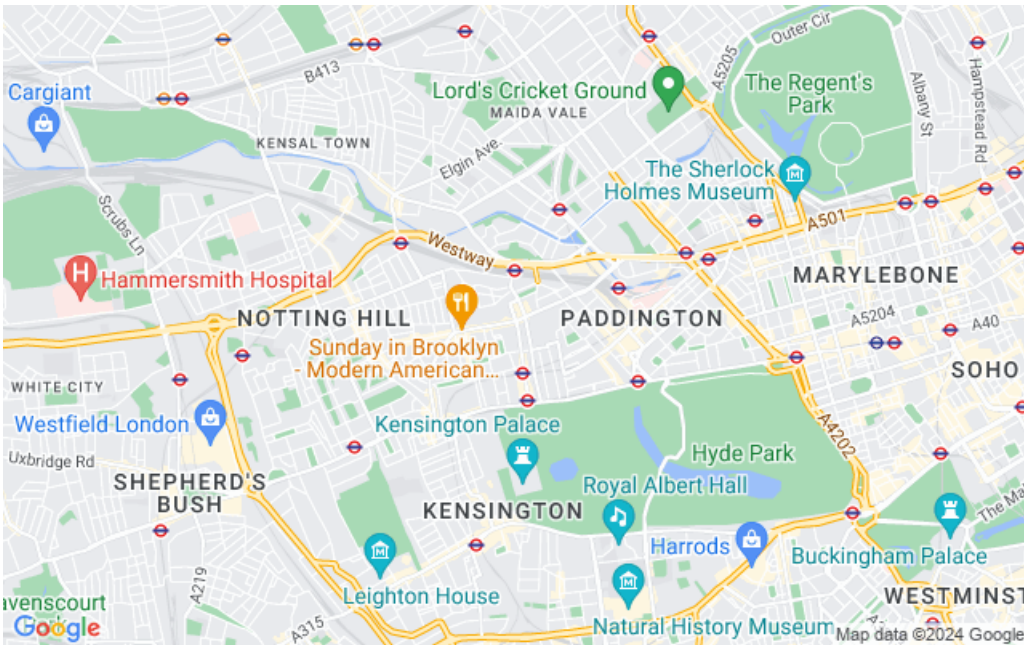 Outer Cir
A5205
Hampstead Rd
Albany St
B413
Cargiant
Lord's Cricket Ground
MAIDA VALE
The Regent's
Park
KENSAL TOWN
Elgin Ave.
The Sherlock
Holmes Museum
Scrubs Ln
A501
Westway
Hammersmith Hospital
MARYLEBONE
NOTTING HILL
PADDINGTON
A5204
A40
Sunday in Brooklyn
- Modern American...
SOHO
WHITE CITY
Westfield London
Kensington Palace
A4202
Uxbridge Rd
Hyde Park
SHEPHERD'S
BUSH
Royal Albert Hall
KENSINGTON
The Ma
Harrods
Buckingham Palace
A219
Leighton House
WESTMINST
avenscourt
Google
A315
Natural History Museum
Map data ©2024 Google